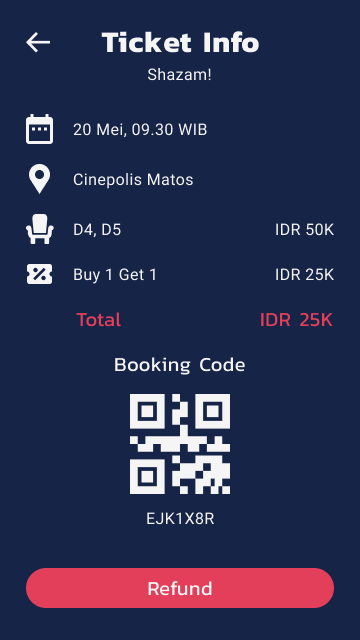 Ticket Info
Shazam!
20 Mei, 09.30 WIB
Cinepolis Matos
D4, D5 IDR 50K
Buy 1 Get 1 IDR 25K
Total IDR 25K
Booking Code
EJK1X8R
Refund